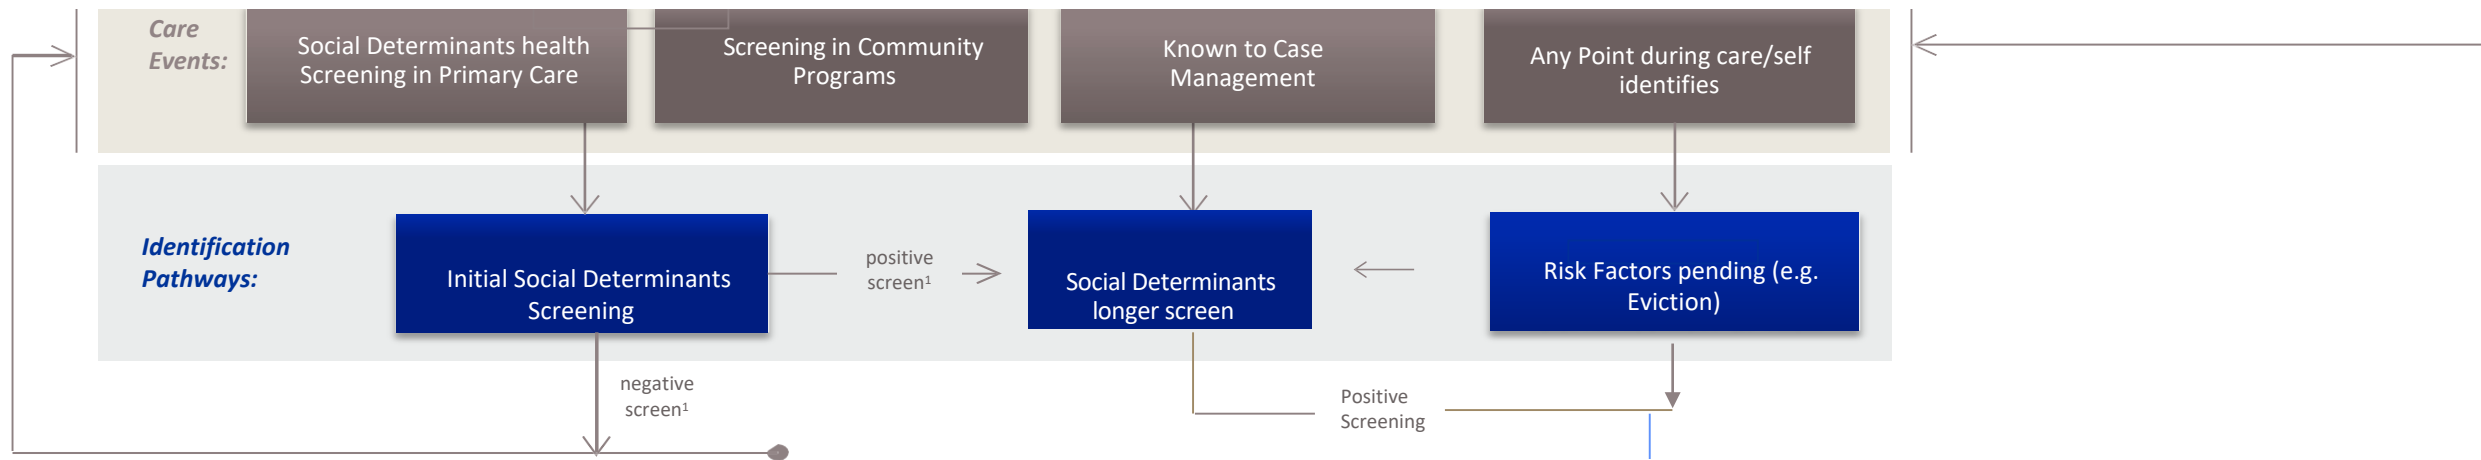 Care
Events:
Social Determinants health
Screening in Primary Care
Screening in Community
Programs
Known to Case
Management
Any Point during care/self
identifies
Identification
Pathways:
Initial Social Determinants
Screening
positive
screen¹
Social Determinants
longer screen
Risk Factors pending (e.g.
Eviction)
negative
screen¹
Positive
Screening